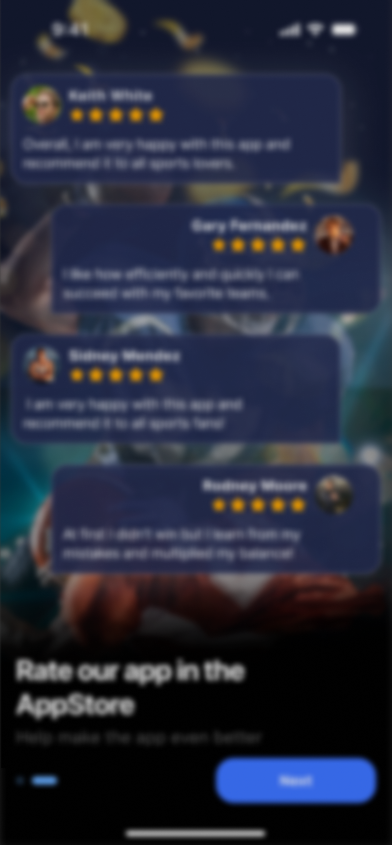 9:41
Keith White
Overall, I am very happy with this app and
recommend it to all sports lovers.
Gary Fernandez
I like how efficiently and quickly I can
succeed with my favorite teams.
Sidney Mendez
I am very happy with this app and
recommend it to all sports fans!
Rodney Moore
At first I didn't win but I learn from my
mistakes and multiplied my balance!
Rate our app in the
AppStore
Help make the app even better
Next